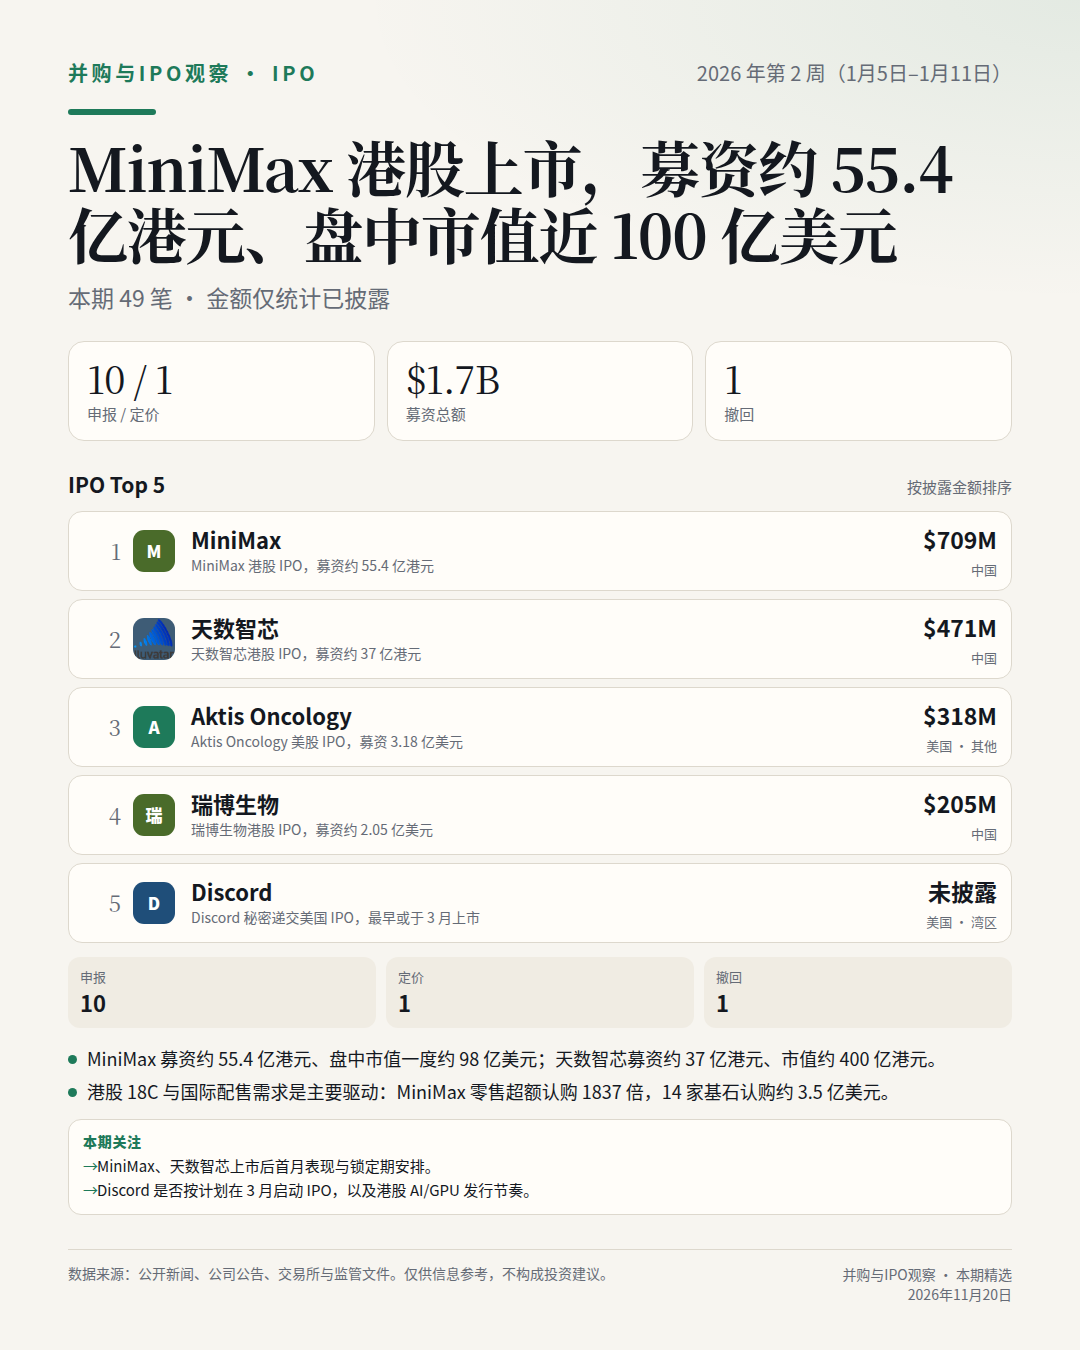 并购与IPO观察 · IPO
2026 年第 2 周（1月5日–1月11日）
MiniMax 港股上市，募资约 55.4
亿港元、盘中市值近 100 亿美元
本期 49 笔 · 金额仅统计已披露
10 / 1
申报 / 定价
$1.7B
募资总额
1
撤回
IPO Top 5
按披露金额排序
1
M
MiniMax
MiniMax 港股 IPO，募资约 55.4 亿港元
$709M
中国
2
天数智芯
天数智芯港股 IPO，募资约 37 亿港元
$471M
中国
3
A
Aktis Oncology
Aktis Oncology 美股 IPO，募资 3.18 亿美元
$318M
美国 · 其他
4
瑞
瑞博生物
瑞博生物港股 IPO，募资约 2.05 亿美元
$205M
中国
5
D
Discord
Discord 秘密递交美国 IPO，最早或于 3 月上市
未披露
美国 · 湾区
申报
10
定价
1
撤回
1
MiniMax 募资约 55.4 亿港元、盘中市值一度约 98 亿美元；天数智芯募资约 37 亿港元、市值约 400 亿港元。
港股 18C 与国际配售需求是主要驱动：MiniMax 零售超额认购 1837 倍，14 家基石认购约 3.5 亿美元。
本期关注
→MiniMax、天数智芯上市后首月表现与锁定期安排。
→Discord 是否按计划在 3 月启动 IPO，以及港股 AI/GPU 发行节奏。
数据来源：公开新闻、公司公告、交易所与监管文件。仅供信息参考，不构成投资建议。
并购与IPO观察 · 本期精选
2026年11月20日